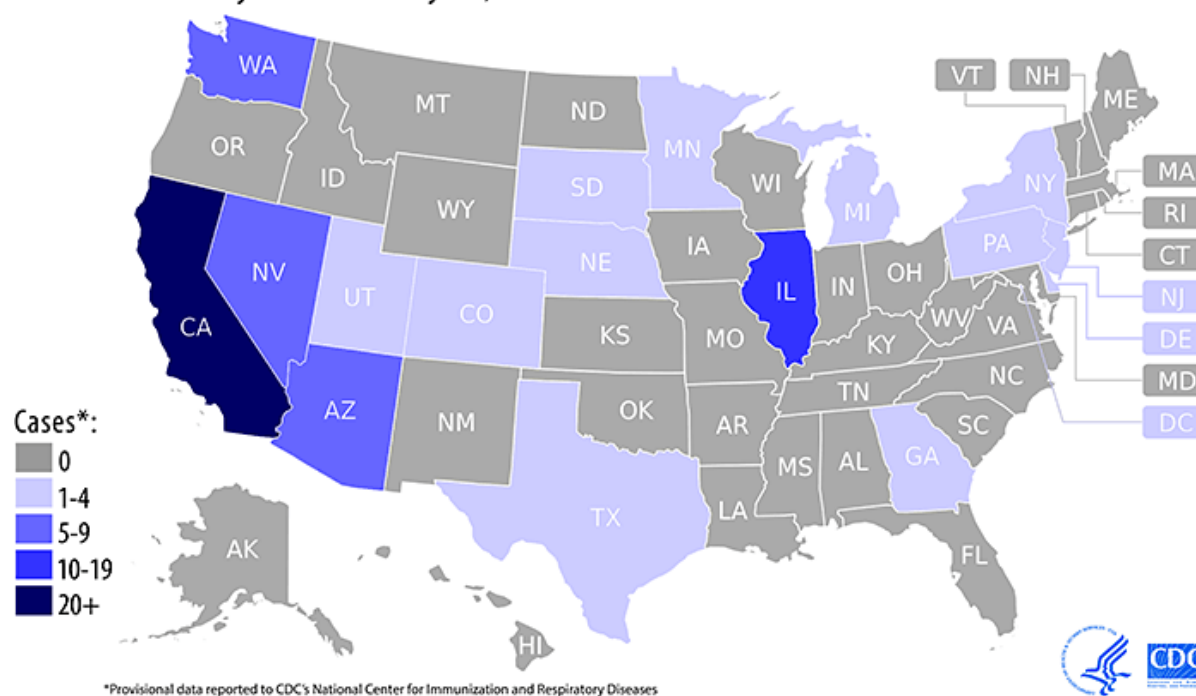 WA
MT
ND
MN
VT
NH
ME
OR
ID
SD
WI
NY
MA
WY
MI
RI
IA
PA
CT
NV
NE
IL
IN
OH
NJ
UT
CO
WV
VA
DE
CA
KS
MO
KY
MD
AZ
NM
OK
TN
NC
DC
AR
SC
MS
AL
GA
TX
LA
FL
AK
HI
Cases*:
0
1-4
5-9
10-19
20+
CDC
*Provisional data reported to CDC's National Center for Immunization and Respiratory Diseases